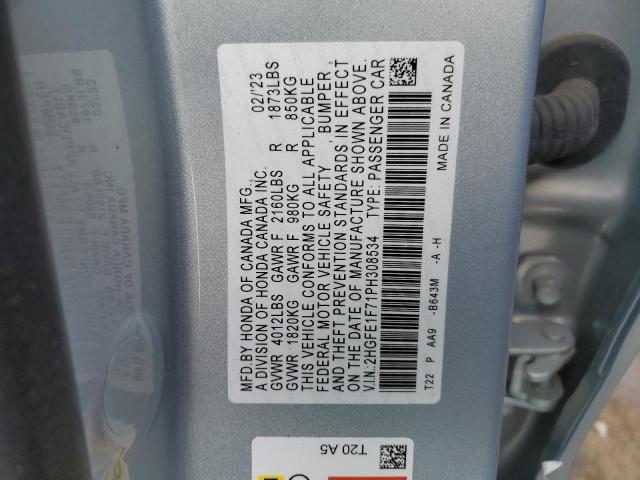 MFD. BY HONDA OF CANADA MFG. 02/'23
A DIVISION OF HONDA CANADA INC.
GVWR 4012LBS GAWR F 2160LBS R 1873LBS
GVWR 1820KG GAWR F 980KG R 850KG
THIS VEHICLE CONFORMS TO ALL APPLICABLE
FEDERAL MOTOR VEHICLE SAFETY, BUMPER,
AND THEFT PREVENTION STANDARDS, IN EFFECT
ON THE DATE OF MANUFACTURE SHOWN ABOVE.
V.I.N.: 2HGFE1F71PH308534 TYPE: PASSENGER CAR
T22 P AA9 -B643M -A -H
MADE IN CANADA
T20 A5